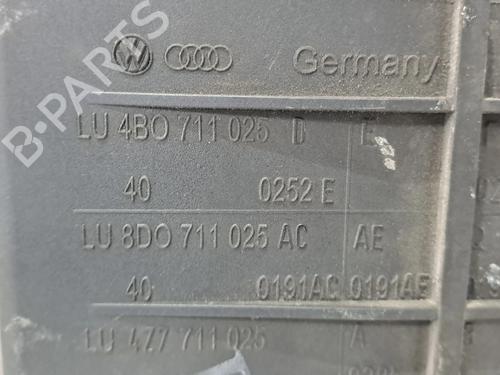 Germany
LU 4B0 711 025 D E
40 0252 E
LU 8D0 711 025 AC AE
40 0191AC 0191AE
LU 4Z7 711 025 A
B-PARTS